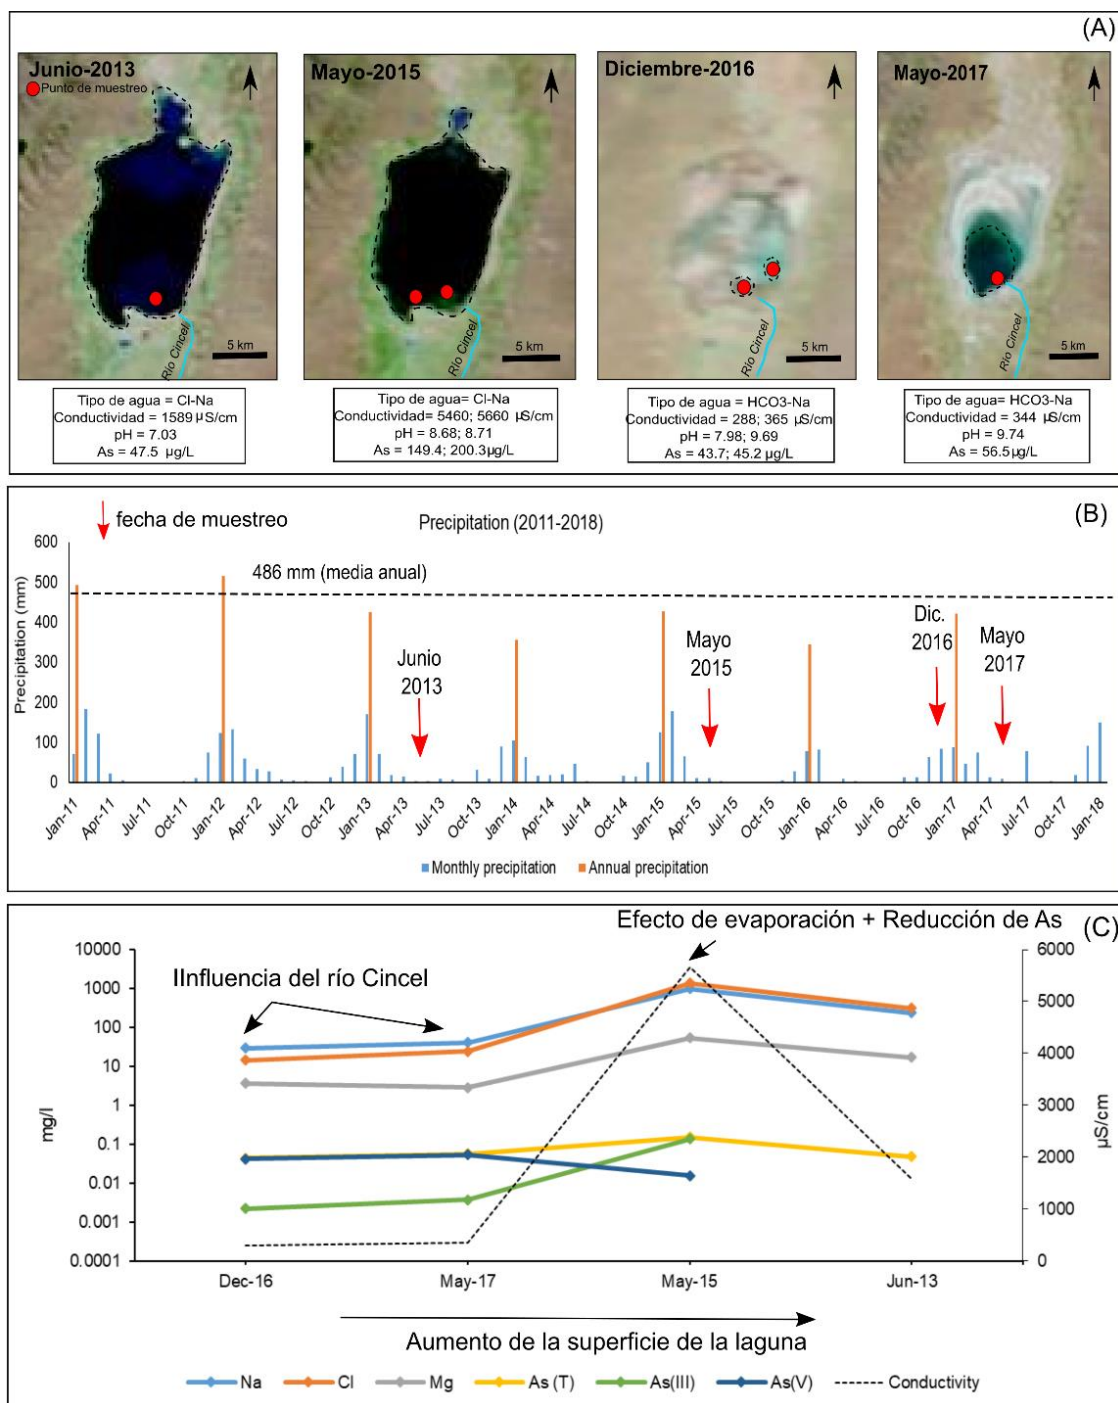 (A)
Junio-2013
Punto de muestreo
Río Cincel
5 km
Mayo-2015
Río Cincel
5 km
Diciembre-2016
Río Cincel
5 km
Mayo-2017
Río Cincel
5 km
Tipo de agua= Cl-Na
Conductividad = 1589 µS/cm
pH = 7.03
As = 47.5 µg/L
Tipo de agua= Cl-Na
Conductividad= 5460; 5660 µS/cm
pH = 8.68; 8.71
As = 149.4; 200.3µg/L
Tipo de agua= HCO3-Na
Conductividad = 288; 365 µS/cm
pH = 7.98; 9.69
As = 43.7; 45.2 µg/L
Tipo de agua= HCO3-Na
Conductividad = 344 µS/cm
pH = 9.74
As = 56.5µg/L
(B)
fecha de muestreo
Precipitation (2011-2018)
Precipitation (mm)
600
500
400
300
200
100
0
486 mm (media anual)
Junio
2013
Mayo
2015
Dic.
2016
Mayo
2017
Jan-11
Apr-11
Jul-11
Oct-11
Jan-12
Apr-12
Jul-12
Oct-12
Jan-13
Apr-13
Jul-13
Oct-13
Jan-14
Apr-14
Jul-14
Oct-14
Jan-15
Apr-15
Jul-15
Oct-15
Jan-16
Apr-16
Jul-16
Oct-16
Jan-17
Apr-17
Jul-17
Oct-17
Jan-18
Monthly precipitation
Annual precipitation
(C)
Efecto de evaporación + Reducción de As
IInfluencia del río Cincel
mg/l
10000
1000
100
10
1
0.1
0.01
0.001
0.0001
6000
5000
4000
3000
2000
1000
0
µS/cm
Dec-16
May-17
May-15
Jun-13
Aumento de la superficie de la laguna
Na
Cl
Mg
As (T)
As(III)
As(V)
Conductivity